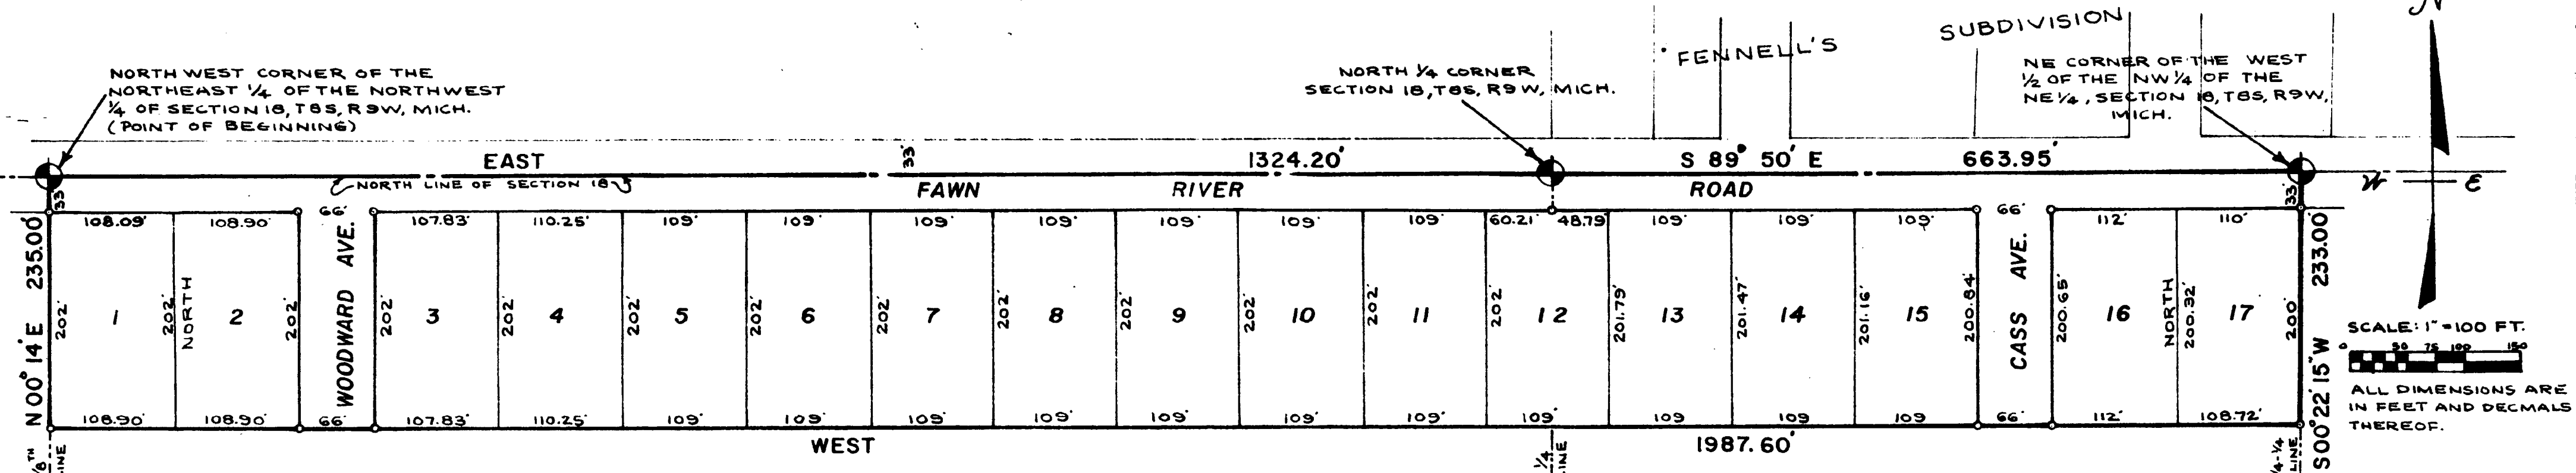 SUBDIVISION
FENNELL'S
N
NORTH WEST CORNER OF THE
NORTHEAST ¼ OF THE NORTHWEST
¼ OF SECTION 18, T8S, R9W, MICH.
(POINT OF BEGINNING)
NORTH ¼ CORNER
SECTION 18, T8S, R9W, MICH.
NE CORNER OF THE WEST
½ OF THE NW ¼ OF THE
NE ¼, SECTION 18, T8S, R9W,
MICH.
EAST 33' 1324.20' S 89° 50' E 663.95'
NORTH LINE OF SECTION 18
FAWN RIVER ROAD
W E
33' 33'
108.09' 108.90' 66' 107.83' 110.25' 109' 109' 109' 109' 109' 109' 109' 60.21' 48.79' 109' 109' 109' 66' 112' 110'
N 00° 14' E 235.00'
202' 1 202' NORTH 2 202' WOODWARD AVE. 202' 3 202' 4 202' 5 202' 6 202' 7 202' 8 202' 9 202' 10 202' 11 202' 12 201.79' 13 201.47' 14 201.16' 15 200.84' CASS AVE. 200.65' 16 NORTH 200.32' 17 200'
S 00° 22' 15" W 233.00'
108.90' 108.90' 66' 107.83' 110.25' 109' 109' 109' 109' 109' 109' 109' 109' 109' 109 109 66' 112' 108.72'
WEST 1987.60'
SCALE: 1" = 100 FT.
0 50 75 100 150
ALL DIMENSIONS ARE
IN FEET AND DECMALS
THEREOF.
/8TH
LINE
¼
LINE
¼-¼
LINE